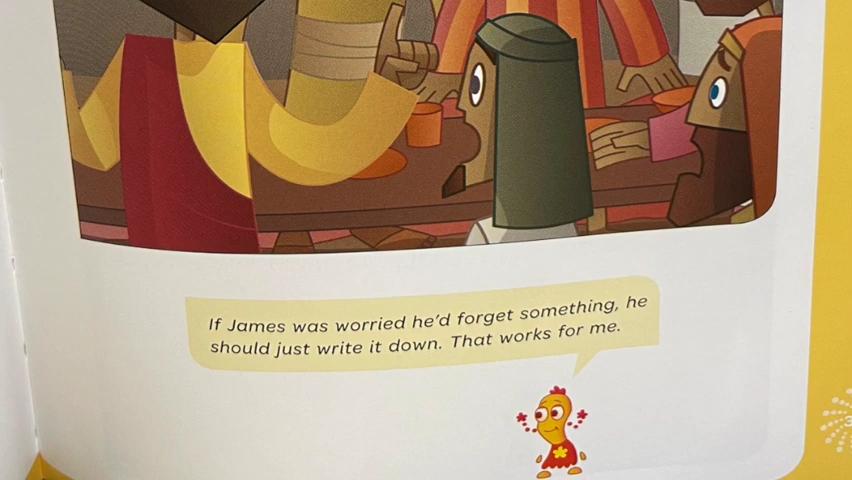 If James was worried he'd forget something, he
should just write it down. That works for me.